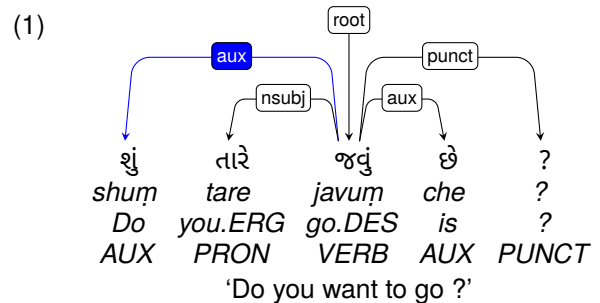 (1)
root
aux
punct
nsubj
aux
શું તારે જવું છે ?
shuṃ tare javuṃ che ?
Do you.ERG go.DES is ?
AUX PRON VERB AUX PUNCT
‘Do you want to go ?’